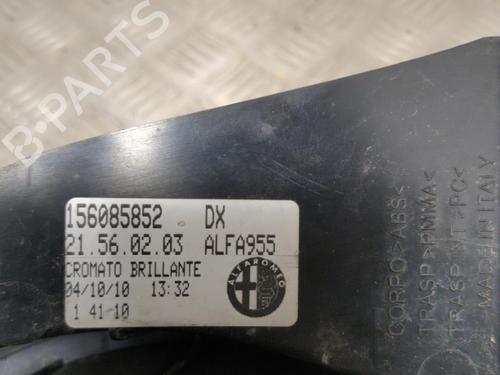 B-PARTS
156085852 DX
21.56.02.03 ALFA955
CROMATO BRILLANTE
04/10/10 13:32
1 41-10
ALFA ROMEO
CORPO >ABS<
TRASP >PMMA<
TRASP INT >PC<
MADE IN ITALY